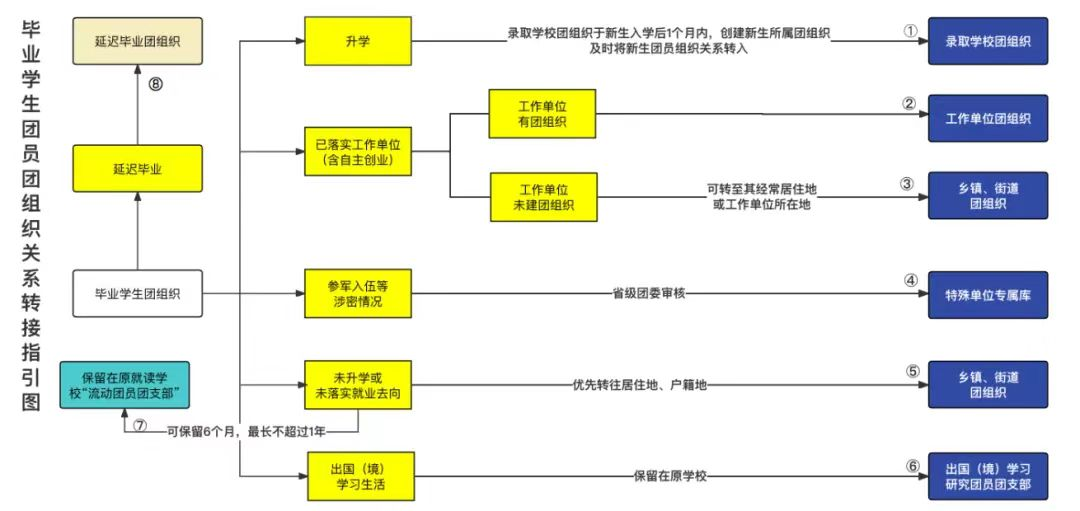 毕业学生团员团组织关系转接指引图
延迟毕业团组织
⑧
延迟毕业
毕业学生团组织
升学
录取学校团组织于新生入学后1个月内，创建新生所属团组织
及时将新生团员组织关系转入
①
录取学校团组织
已落实工作单位
（含自主创业）
工作单位
有团组织
②
工作单位团组织
工作单位
未建团组织
可转至其经常居住地
或工作单位所在地
③
乡镇、街道
团组织
参军入伍等
涉密情况
省级团委审核
④
特殊单位专属库
未升学或
未落实就业去向
优先转往居住地、户籍地
⑤
乡镇、街道
团组织
保留在原就读学
校“流动团员团支部”
⑦
可保留6个月，最长不超过1年
出国（境）
学习生活
保留在原学校
⑥
出国（境）学习
研究团员团支部